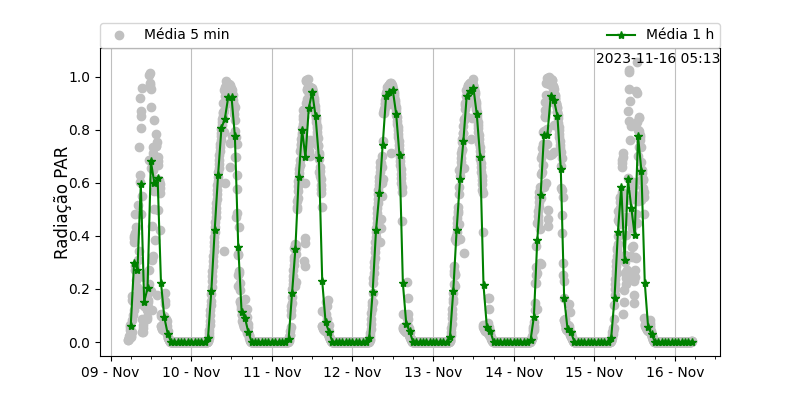 Média 5 min
Média 1 h
2023-11-16 05:13
Radiação PAR
1.0
0.8
0.6
0.4
0.2
0.0
09 - Nov
10 - Nov
11 - Nov
12 - Nov
13 - Nov
14 - Nov
15 - Nov
16 - Nov